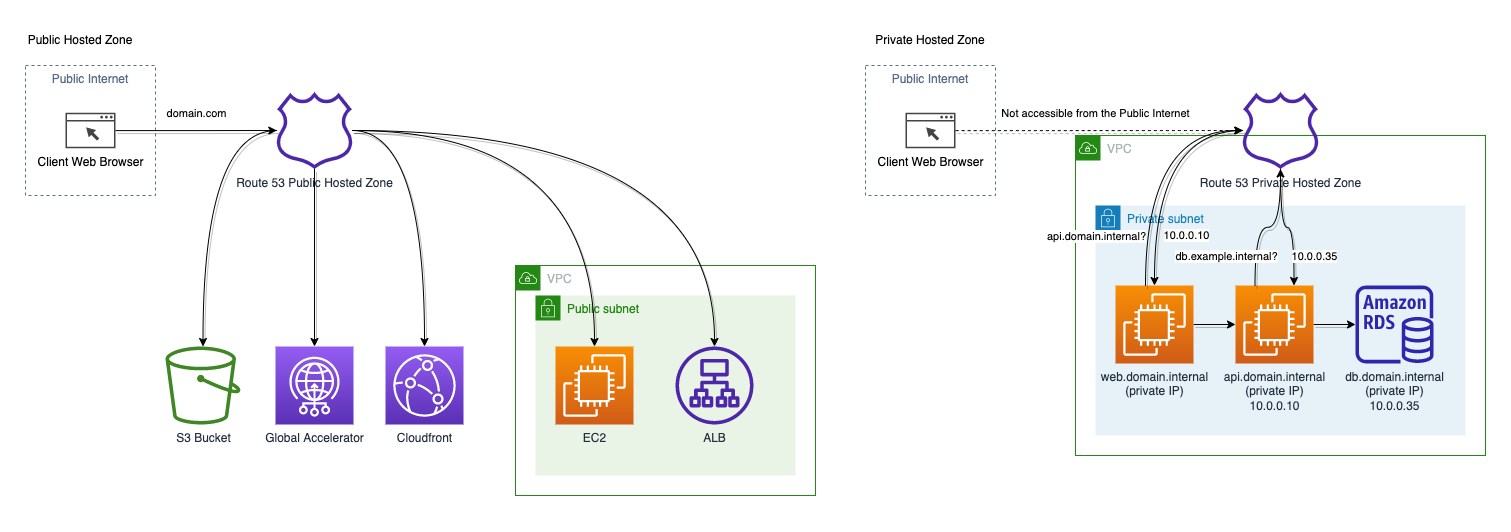 Public Hosted Zone
Public Internet
Client Web Browser
domain.com
Route 53 Public Hosted Zone
S3 Bucket
Global Accelerator
Cloudfront
VPC
Public subnet
EC2
ALB
Private Hosted Zone
Public Internet
Client Web Browser
Not accessible from the Public Internet
VPC
Route 53 Private Hosted Zone
Private subnet
api.domain.internal?
10.0.0.10
db.example.internal?
10.0.0.35
Amazon
RDS
web.domain.internal
(private IP)
api.domain.internal
(private IP)
10.0.0.10
db.domain.internal
(private IP)
10.0.0.35